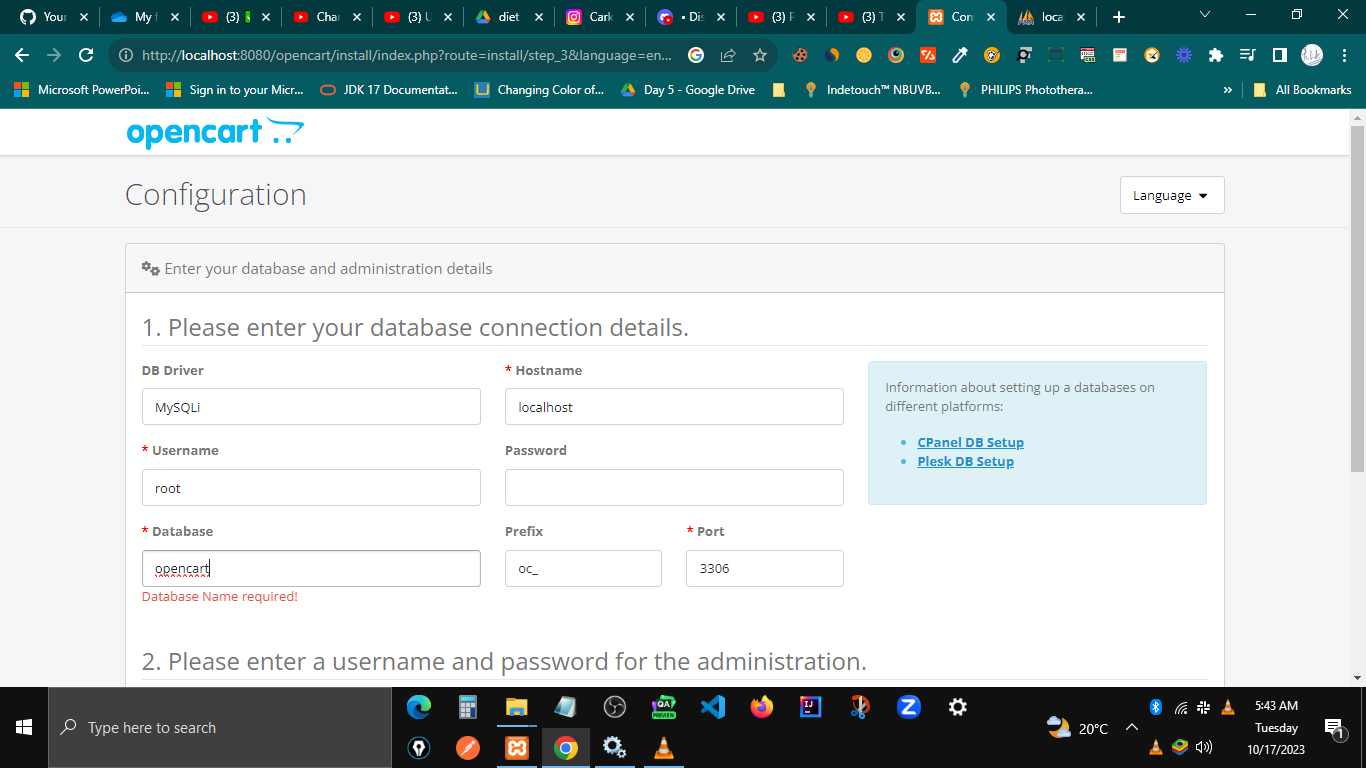 Your
My f
(3)
Char
(3) U
diet
Cark
• Dis
(3) P
(3) T
Con
loca
http://localhost:8080/opencart/install/index.php?route=install/step_3&language=en...
Microsoft PowerPoi...
Sign in to your Micr...
JDK 17 Documentat...
Changing Color of...
Day 5 - Google Drive
Indetouch™ NBUVB...
PHILIPS Photothera...
»
All Bookmarks
opencart
Configuration
Language
Enter your database and administration details
1. Please enter your database connection details.
DB Driver
* Hostname
MySQLi
localhost
Information about setting up a databases on
different platforms:
• CPanel DB Setup
• Plesk DB Setup
* Username
Password
root
* Database
Prefix
* Port
opencart
oc_
3306
Database Name required!
2. Please enter a username and password for the administration.
Type here to search
QA
PREVIEW
IJ
20°C
5:43 AM
Tuesday
10/17/2023
1